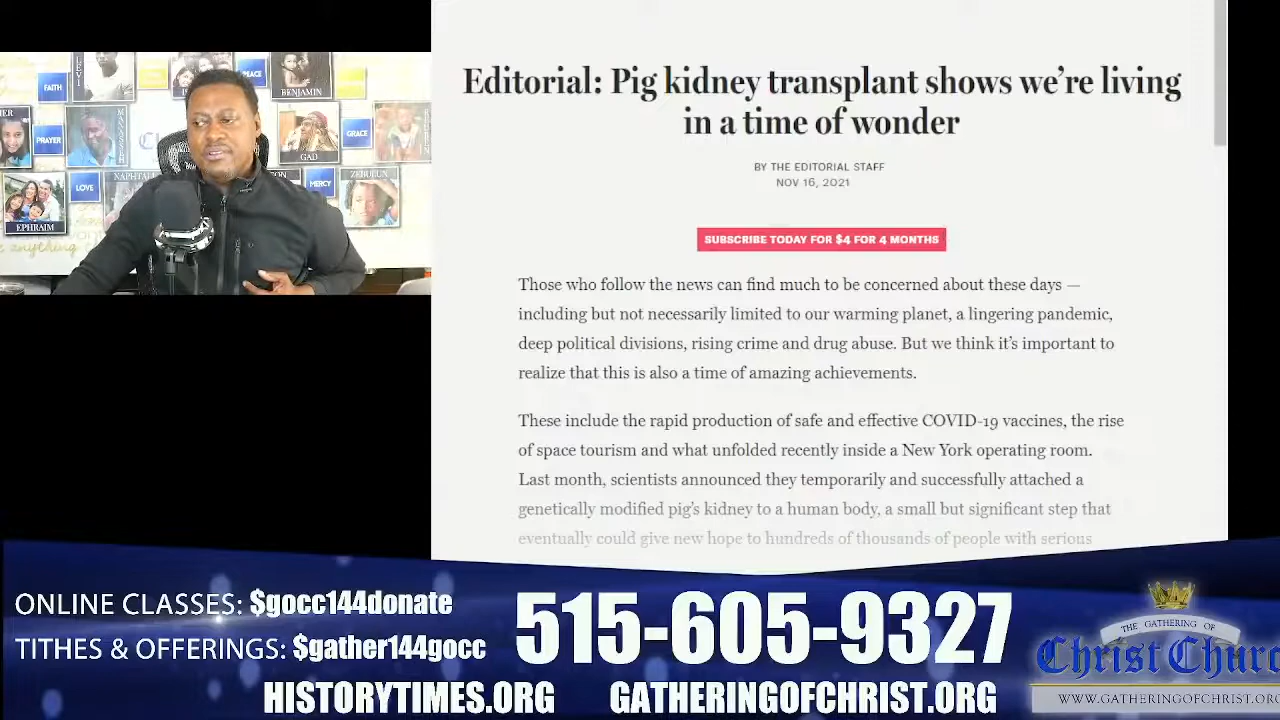 LEVI
FAITH
PEACE
BENJAMIN
PRAYER
GAD
GRACE
LOVE
NAPHTALI
MERCY
ZEBULUN
EPHRAIM
anything
Editorial: Pig kidney transplant shows we're living
in a time of wonder
BY THE EDITORIAL STAFF
NOV 16, 2021
SUBSCRIBE TODAY FOR $4 FOR 4 MONTHS
Those who follow the news can find much to be concerned about these days —
including but not necessarily limited to our warming planet, a lingering pandemic,
deep political divisions, rising crime and drug abuse. But we think it's important to
realize that this is also a time of amazing achievements.
These include the rapid production of safe and effective COVID-19 vaccines, the rise
of space tourism and what unfolded recently inside a New York operating room.
Last month, scientists announced they temporarily and successfully attached a
genetically modified pig's kidney to a human body, a small but significant step that
eventually could give new hope to hundreds of thousands of people with serious
ONLINE CLASSES: $gocc144donate
TITHES & OFFERINGS: $gather144gocc
515-605-9327
HISTORYTIMES.ORG GATHERINGOFCHRIST.ORG
THE GATHERING OF
Christ Churc
WWW.GATHERINGOFCHRIST.ORG